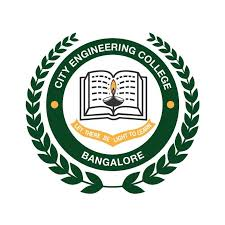 CITY ENGINEERING COLLEGE
LET THERE BE LIGHT TO LEARN
BANGALORE